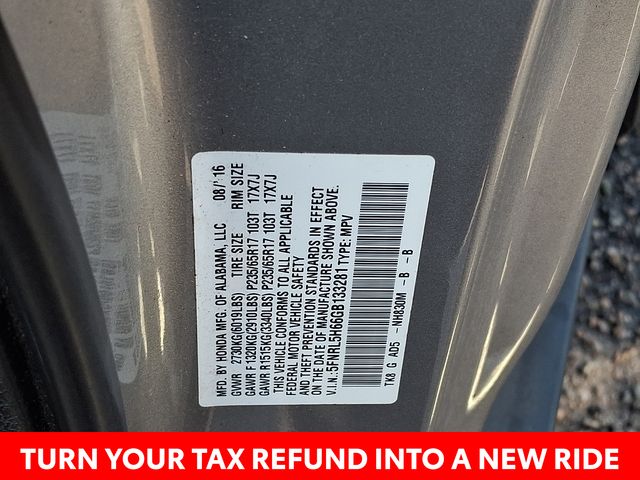 MFD. BY HONDA MFG. OF ALABAMA, LLC 08/ 16
GVWR 2730KG(6019LBS) TIRE SIZE RIM SIZE
GAWR F 1320KG(2910LBS) P235/65R17 103T 17X7J
GAWR R 1515KG(3340LBS) P235/65R17 103T 17X7J
THIS VEHICLE CONFORMS TO ALL APPLICABLE
FEDERAL MOTOR VEHICLE SAFETY
AND THEFT PREVENTION STANDARDS IN EFFECT
ON THE DATE OF MANUFACTURE SHOWN ABOVE.
V.I.N.: 5FNRL5H66GB133281 TYPE: MPV
TX8 G AD5 -NH830M -B -B
TURN YOUR TAX REFUND INTO A NEW RIDE